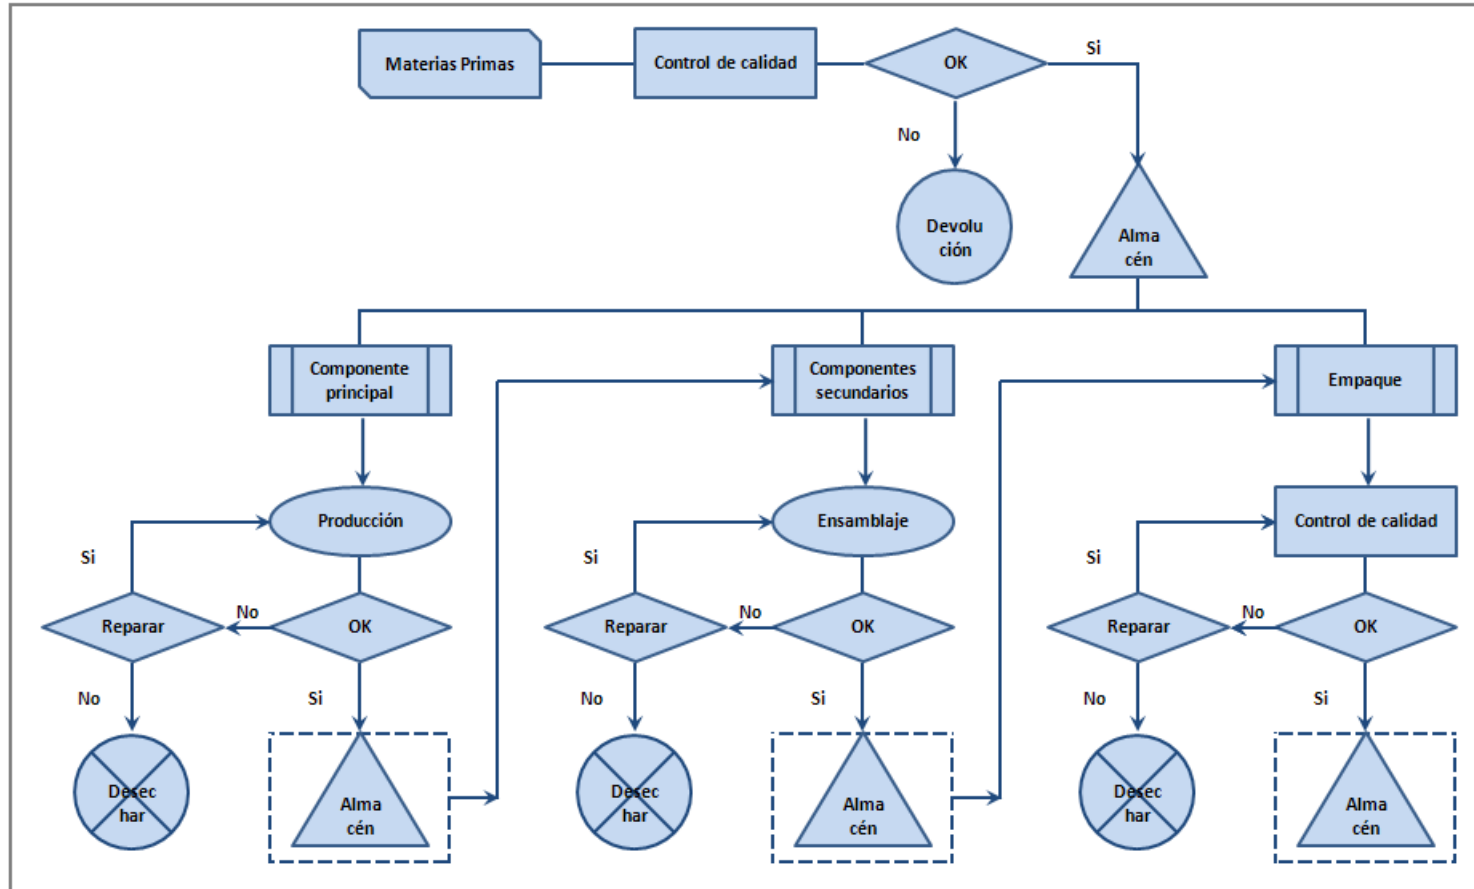 Materias Primas
Control de calidad
OK
Si
No
Devolu
ción
Alma
cén
Componente
principal
Componentes
secundarios
Empaque
Producción
Ensamblaje
Control de calidad
Si
Si
Si
Reparar
No
OK
Reparar
No
OK
Reparar
No
OK
No
Si
No
Si
No
Si
Desec
har
Alma
cén
Desec
har
Alma
cén
Desec
har
Alma
cén